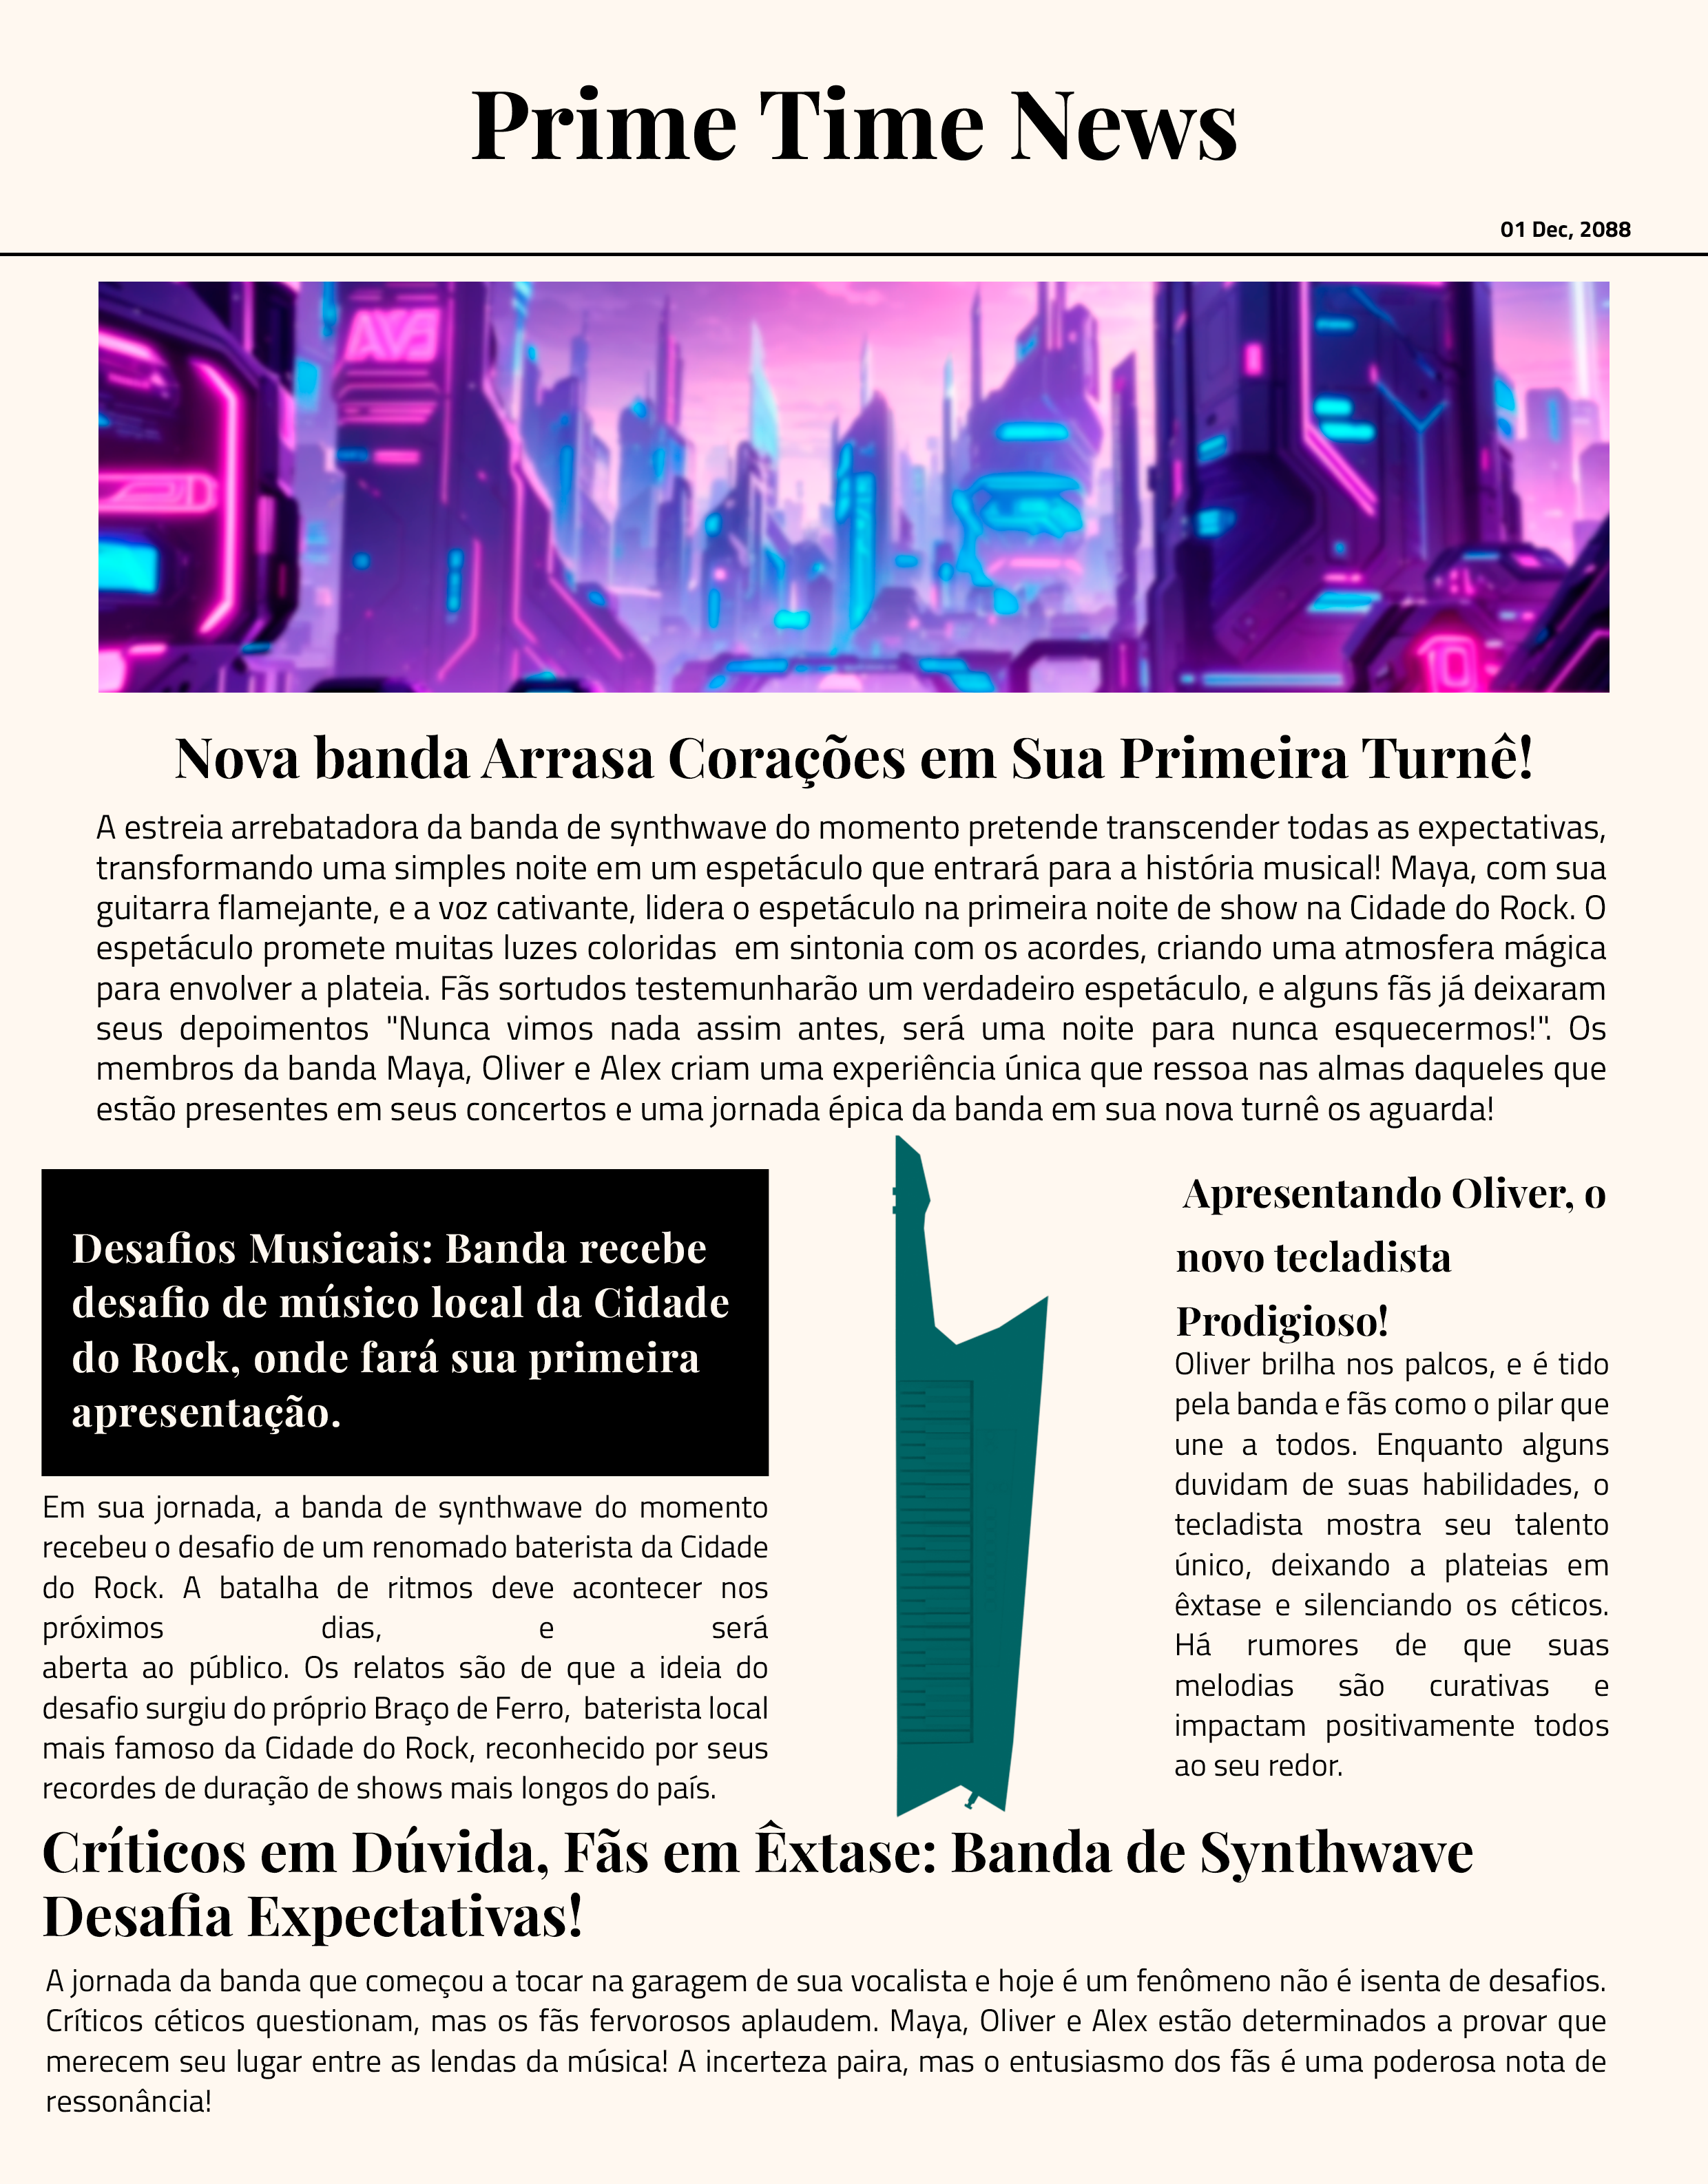 Prime Time News
01 Dec, 2088
Nova banda Arrasa Corações em Sua Primeira Turnê!
A estreia arrebatadora da banda de synthwave do momento pretende transcender todas as expectativas,
transformando uma simples noite em um espetáculo que entrará para a história musical! Maya, com sua
guitarra flamejante, e a voz cativante, lidera o espetáculo na primeira noite de show na Cidade do Rock. O
espetáculo promete muitas luzes coloridas  em sintonia com os acordes, criando uma atmosfera mágica
para envolver a plateia. Fãs sortudos testemunharão um verdadeiro espetáculo, e alguns fãs já deixaram
seus depoimentos "Nunca vimos nada assim antes, será uma noite para nunca esquecermos!". Os
membros da banda Maya, Oliver e Alex criam uma experiência única que ressoa nas almas daqueles que
estão presentes em seus concertos e uma jornada épica da banda em sua nova turnê os aguarda!
Desafios Musicais: Banda recebe
desafio de músico local da Cidade
do Rock, onde fará sua primeira
apresentação.
Em sua jornada, a banda de synthwave do momento
recebeu o desafio de um renomado baterista da Cidade
do Rock. A batalha de ritmos deve acontecer nos
próximos dias, e será
aberta ao público. Os relatos são de que a ideia do
desafio surgiu do próprio Braço de Ferro,  baterista local
mais famoso da Cidade do Rock, reconhecido por seus
recordes de duração de shows mais longos do país.
Apresentando Oliver, o
novo tecladista
Prodigioso!
Oliver brilha nos palcos, e é tido
pela banda e fãs como o pilar que
une a todos. Enquanto alguns
duvidam de suas habilidades, o
tecladista mostra seu talento
único, deixando a plateias em
êxtase e silenciando os céticos.
Há rumores de que suas
melodias são curativas e
impactam positivamente todos
ao seu redor.
Críticos em Dúvida, Fãs em Êxtase: Banda de Synthwave
Desafia Expectativas!
A jornada da banda que começou a tocar na garagem de sua vocalista e hoje é um fenômeno não é isenta de desafios.
Críticos céticos questionam, mas os fãs fervorosos aplaudem. Maya, Oliver e Alex estão determinados a provar que
merecem seu lugar entre as lendas da música! A incerteza paira, mas o entusiasmo dos fãs é uma poderosa nota de
ressonância!